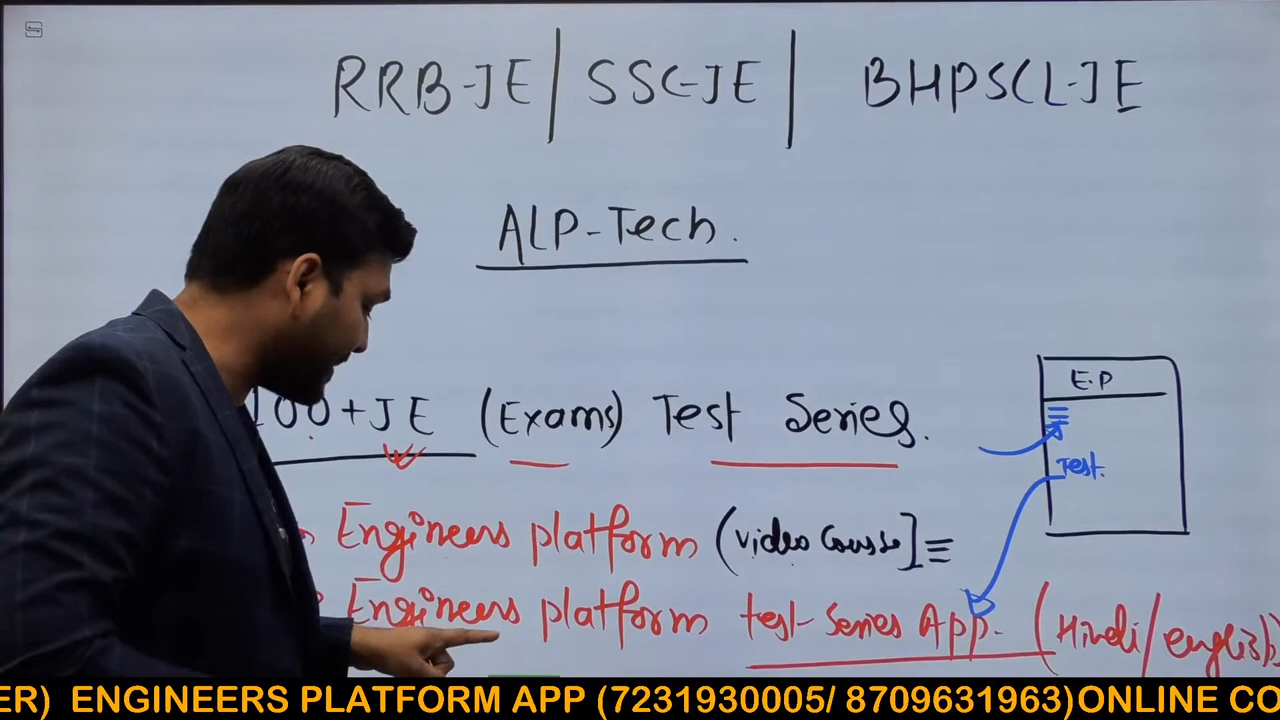 RRB-JE | SSC-JE | BHPSCL-JE
ALP-Tech.
100+JE (Exams) Test Series.
E.P
Test.
Engineers platform (video Course]
Engineers platform test-Series App. (Hindi/english)
ER) ENGINEERS PLATFORM APP (7231930005/ 8709631963)ONLINE CO